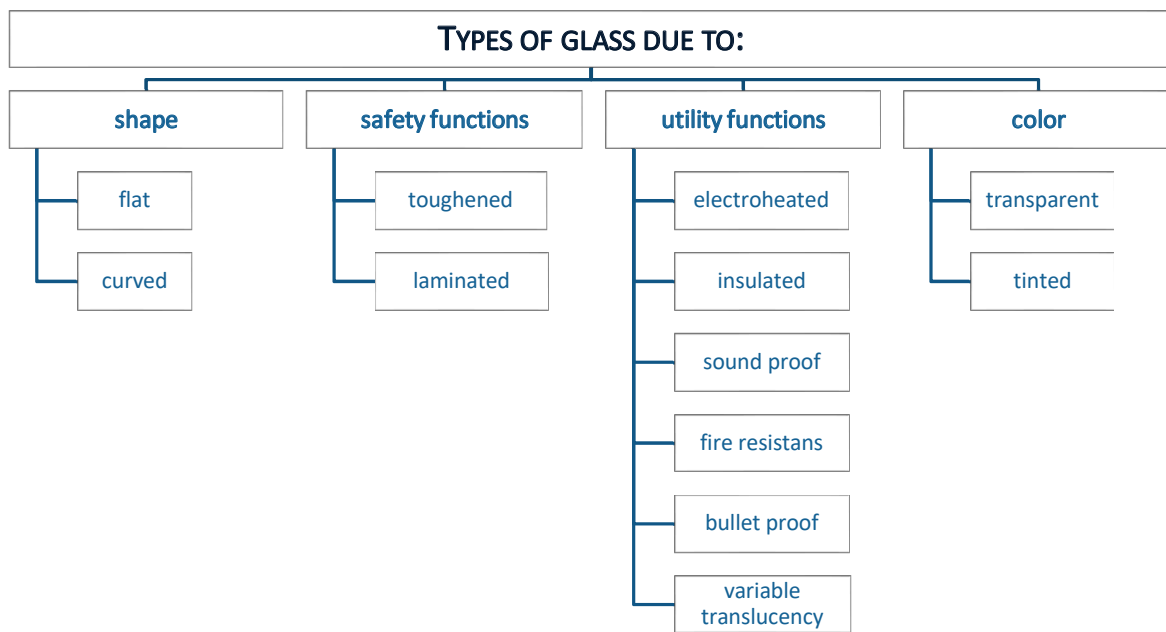 TYPES OF GLASS DUE TO:
shape
flat
curved
safety functions
toughened
laminated
utility functions
electroheated
insulated
sound proof
fire resistans
bullet proof
variable
translucency
color
transparent
tinted